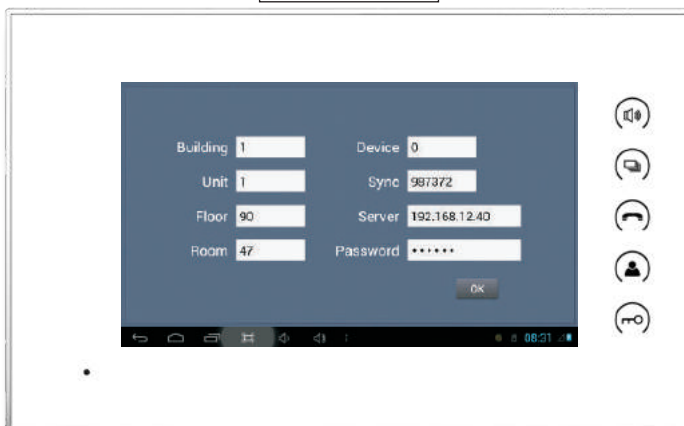 Building 1 Device 0
Unit 1 Sync 987372
Floor 90 Server 192.168.12.40
Room 47 Password ••••••
OK
08:31